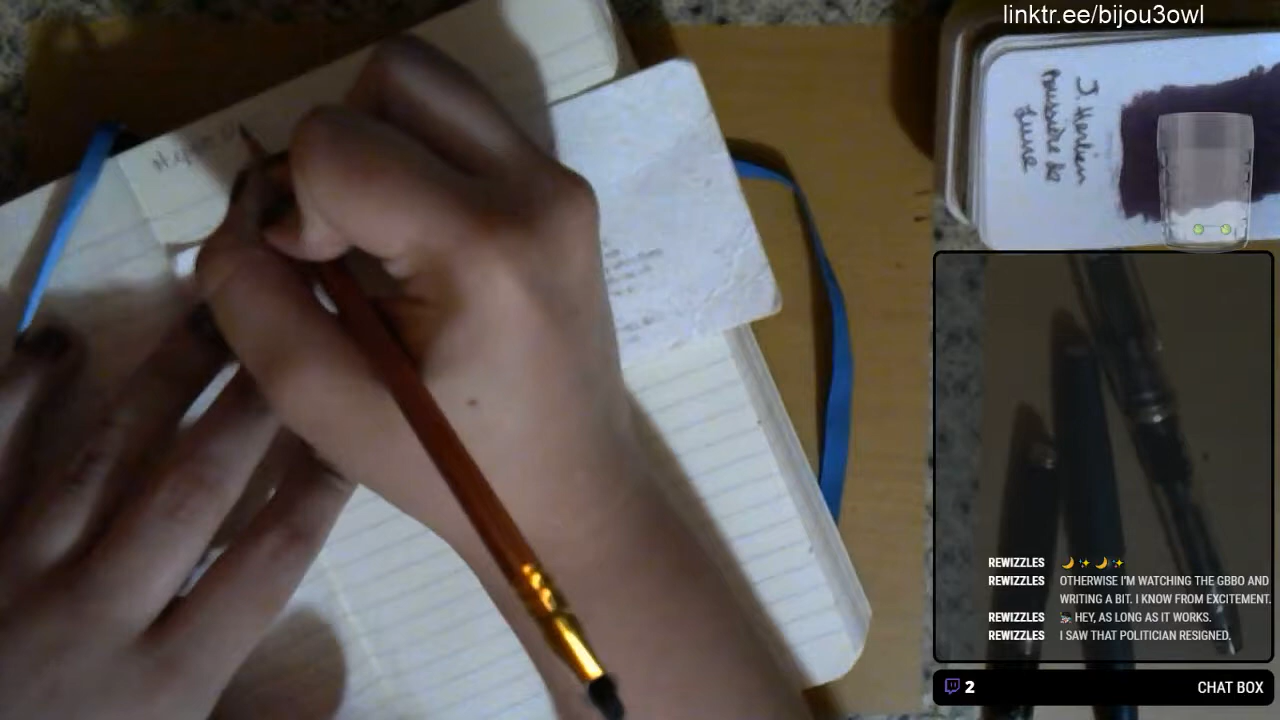 linktr.ee/bijou3owl
J. Herbin
Poussière de
Lune
REWIZZLES 🌙 ✨ 🌙 ✨
REWIZZLES OTHERWISE I'M WATCHING THE GBBO AND
WRITING A BIT. I KNOW FROM EXCITEMENT.
REWIZZLES HEY, AS LONG AS IT WORKS.
REWIZZLES I SAW THAT POLITICIAN RESIGNED.
2 CHAT BOX